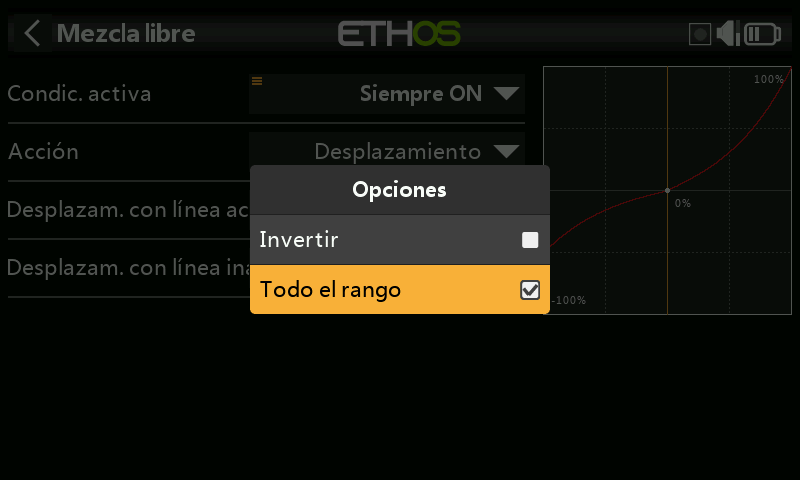 Mezcla libre
ETHOS
Condic. activa
Siempre ON
Acción
Desplazamiento
Desplazam. con línea ac
Desplazam. con línea ina
Opciones
Invertir
Todo el rango
100%
0%
-100%